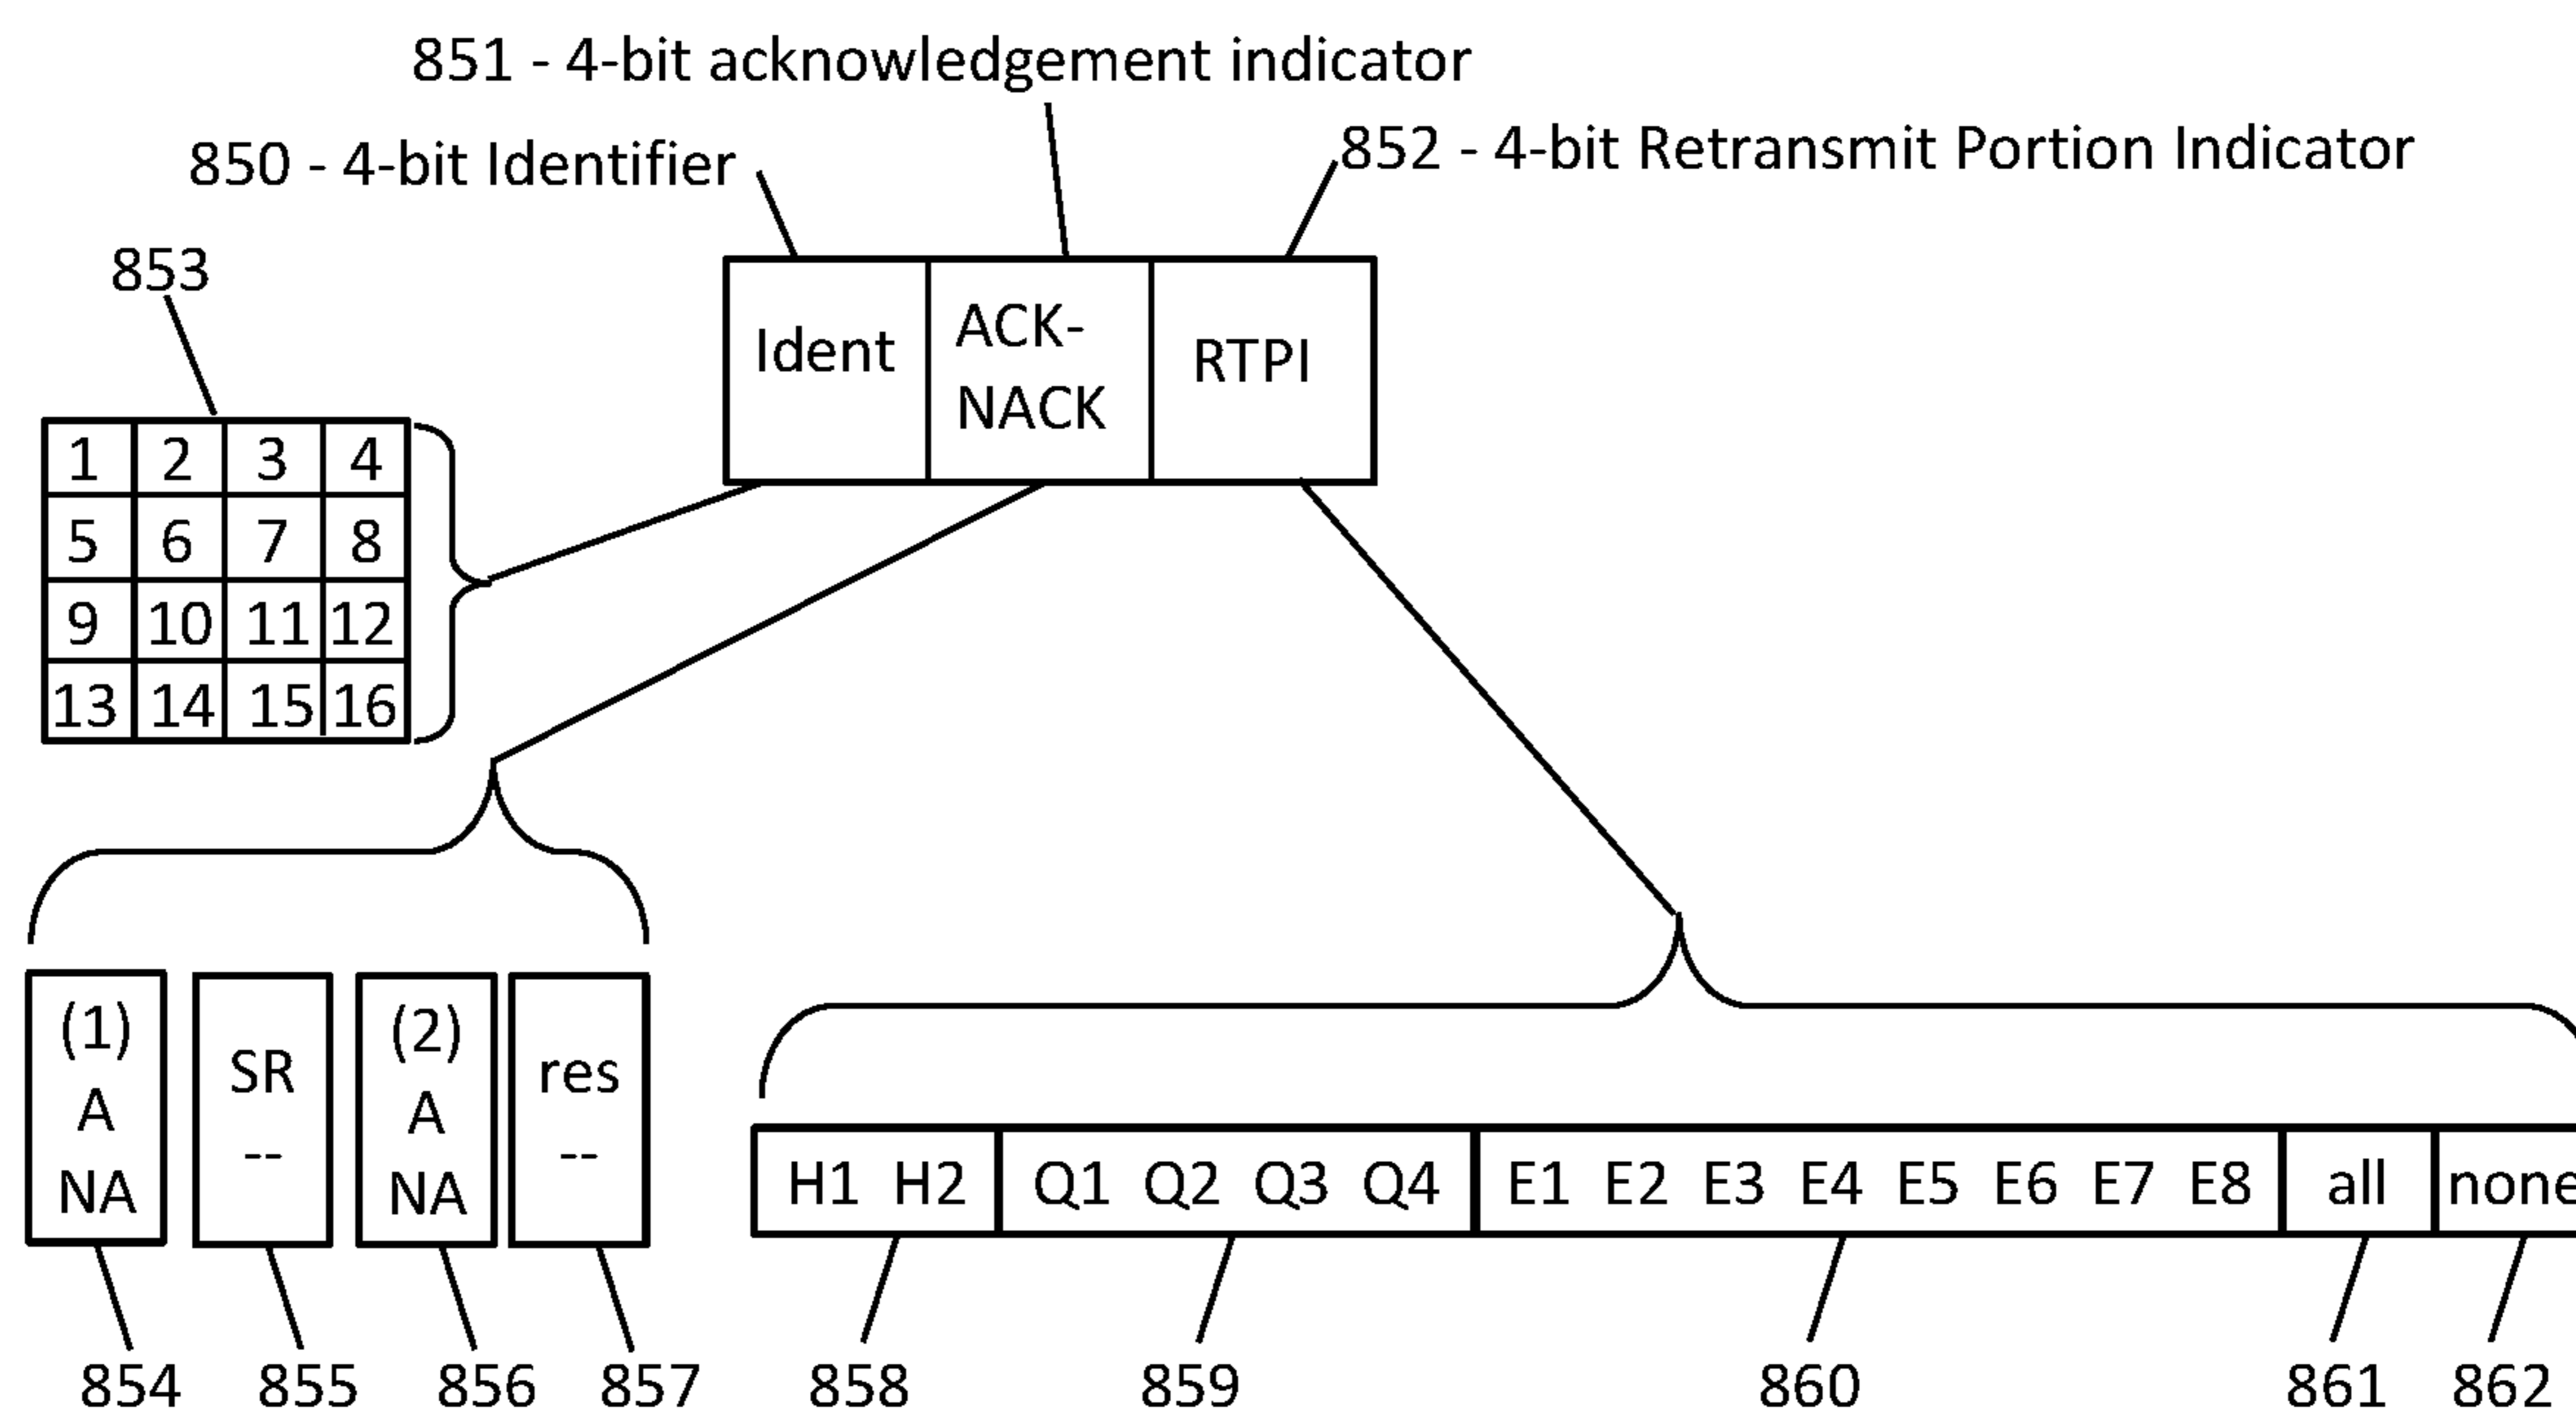 851 - 4-bit acknowledgement indicator
850 - 4-bit Identifier
852 - 4-bit Retransmit Portion Indicator
853
Ident
ACK-
NACK
RTPI
1 2 3 4
5 6 7 8
9 10 11 12
13 14 15 16
(1)
A
NA
SR
--
(2)
A
NA
res
--
H1 H2 Q1 Q2 Q3 Q4 E1 E2 E3 E4 E5 E6 E7 E8 all none
854 855 856 857 858 859 860 861 862